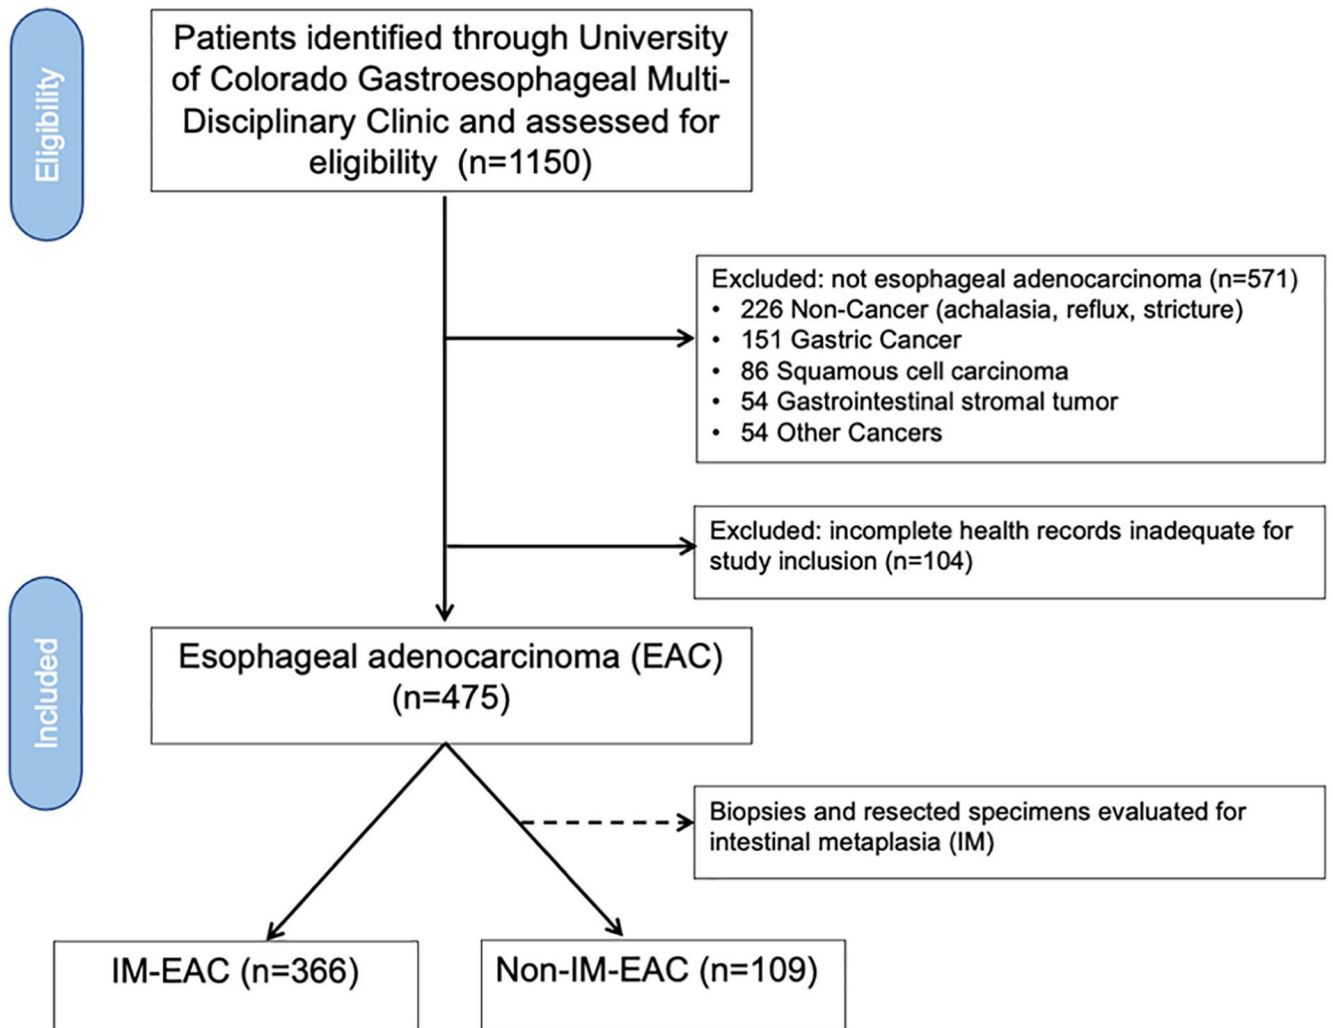 Eligibility
Patients identified through University
of Colorado Gastroesophageal Multi-
Disciplinary Clinic and assessed for
eligibility (n=1150)
Excluded: not esophageal adenocarcinoma (n=571)
• 226 Non-Cancer (achalasia, reflux, stricture)
• 151 Gastric Cancer
• 86 Squamous cell carcinoma
• 54 Gastrointestinal stromal tumor
• 54 Other Cancers
Excluded: incomplete health records inadequate for
study inclusion (n=104)
Included
Esophageal adenocarcinoma (EAC)
(n=475)
Biopsies and resected specimens evaluated for
intestinal metaplasia (IM)
IM-EAC (n=366)
Non-IM-EAC (n=109)